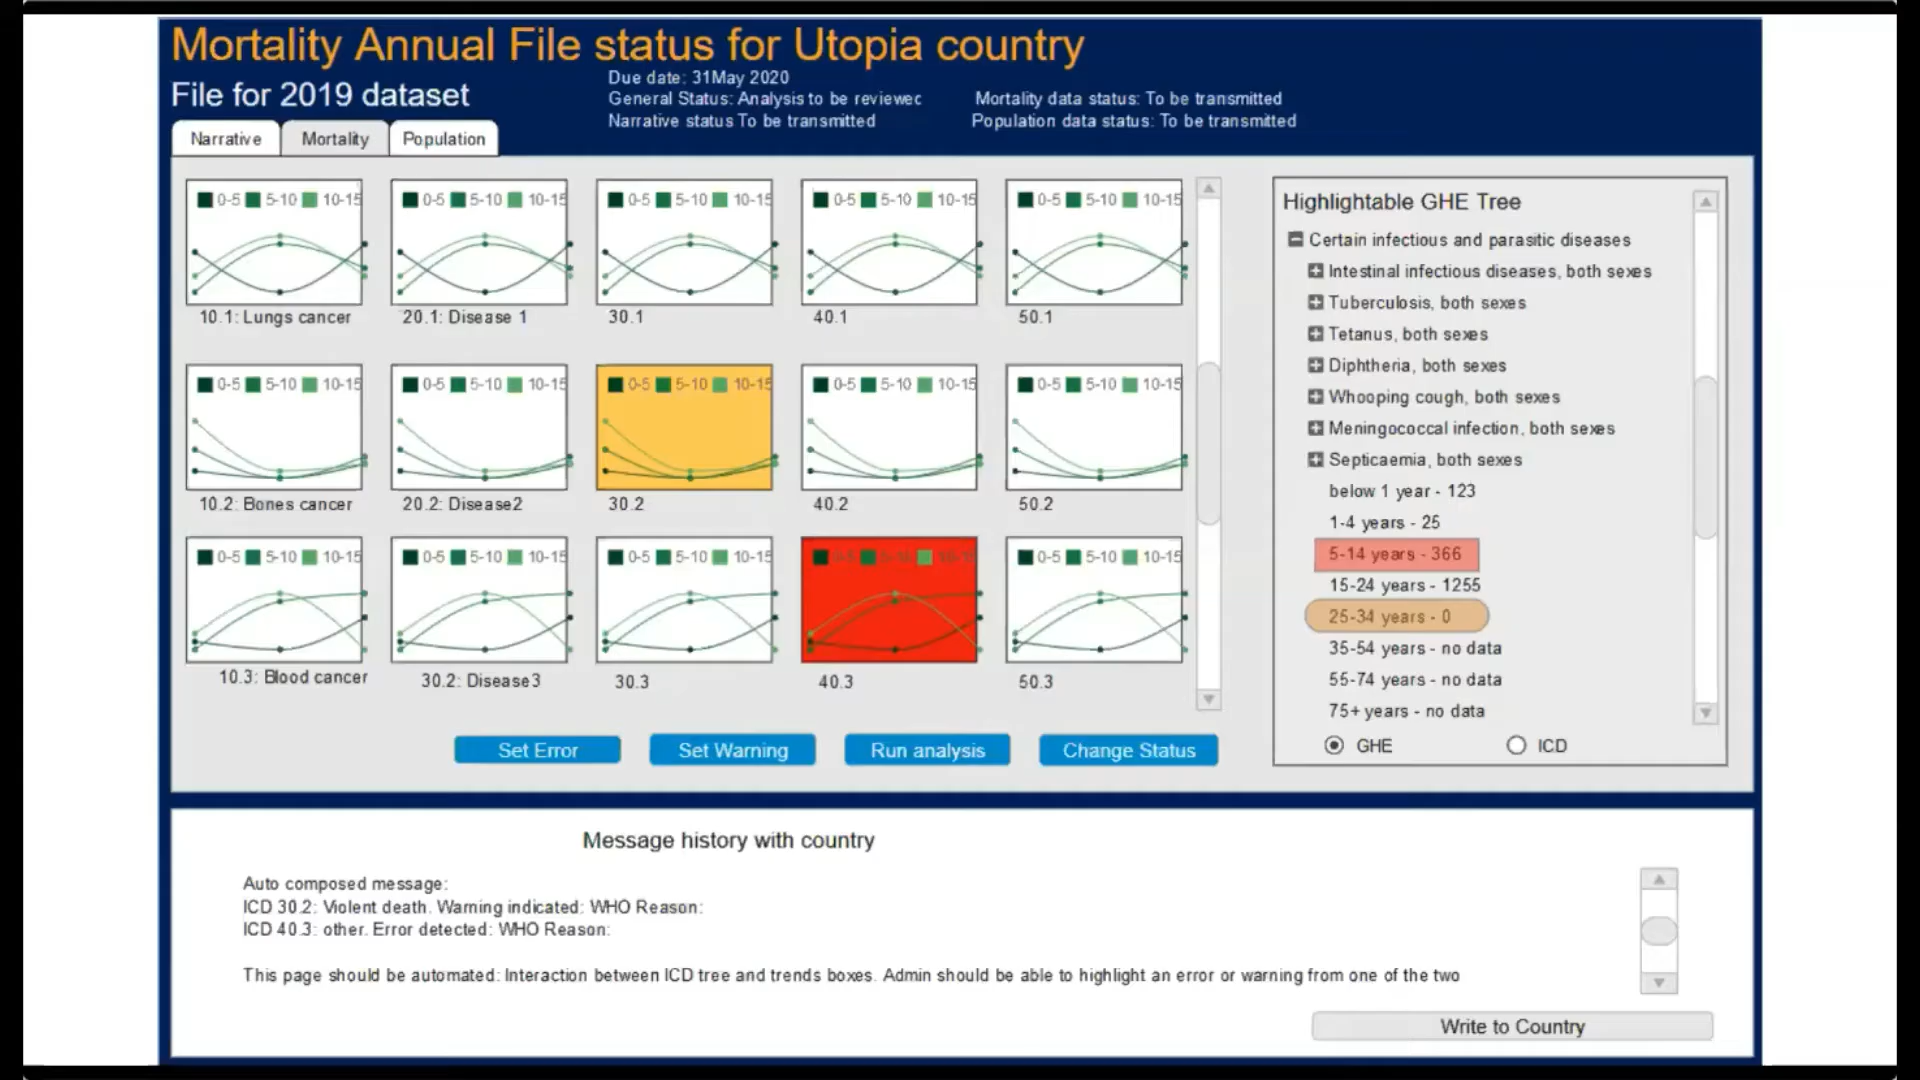 Mortality Annual File status for Utopia country
File for 2019 dataset
Due date: 31May 2020
General Status: Analysis to be reviewec
Narrative status To be transmitted
Mortality data status: To be transmitted
Population data status: To be transmitted
Narrative
Mortality
Population
0-5 5-10 10-15
0-5 5-10 10-15
0-5 5-10 10-15
0-5 5-10 10-15
0-5 5-10 10-15
10.1: Lungs cancer
20.1: Disease 1
30.1
40.1
50.1
0-5 5-10 10-15
0-5 5-10 10-15
0-5 5-10 10-15
0-5 5-10 10-15
0-5 5-10 10-15
10.2: Bones cancer
20.2: Disease2
30.2
40.2
50.2
0-5 5-10 10-15
0-5 5-10 10-15
0-5 5-10 10-15
0-5 5-10 10-15
0-5 5-10 10-15
10.3: Blood cancer
30.2: Disease3
30.3
40.3
50.3
Set Error
Set Warning
Run analysis
Change Status
Highlightable GHE Tree
Certain infectious and parasitic diseases
Intestinal infectious diseases, both sexes
Tuberculosis, both sexes
Tetanus, both sexes
Diphtheria, both sexes
Whooping cough, both sexes
Meningococcal infection, both sexes
Septicaemia, both sexes
below 1 year - 123
1-4 years - 25
5-14 years - 366
15-24 years - 1255
25-34 years - 0
35-54 years - no data
55-74 years - no data
75+ years - no data
GHE
ICD
Message history with country
Auto composed message:
ICD 30.2: Violent death. Warning indicated: WHO Reason:
ICD 40.3: other. Error detected: WHO Reason:
This page should be automated: Interaction between ICD tree and trends boxes. Admin should be able to highlight an error or warning from one of the two
Write to Country